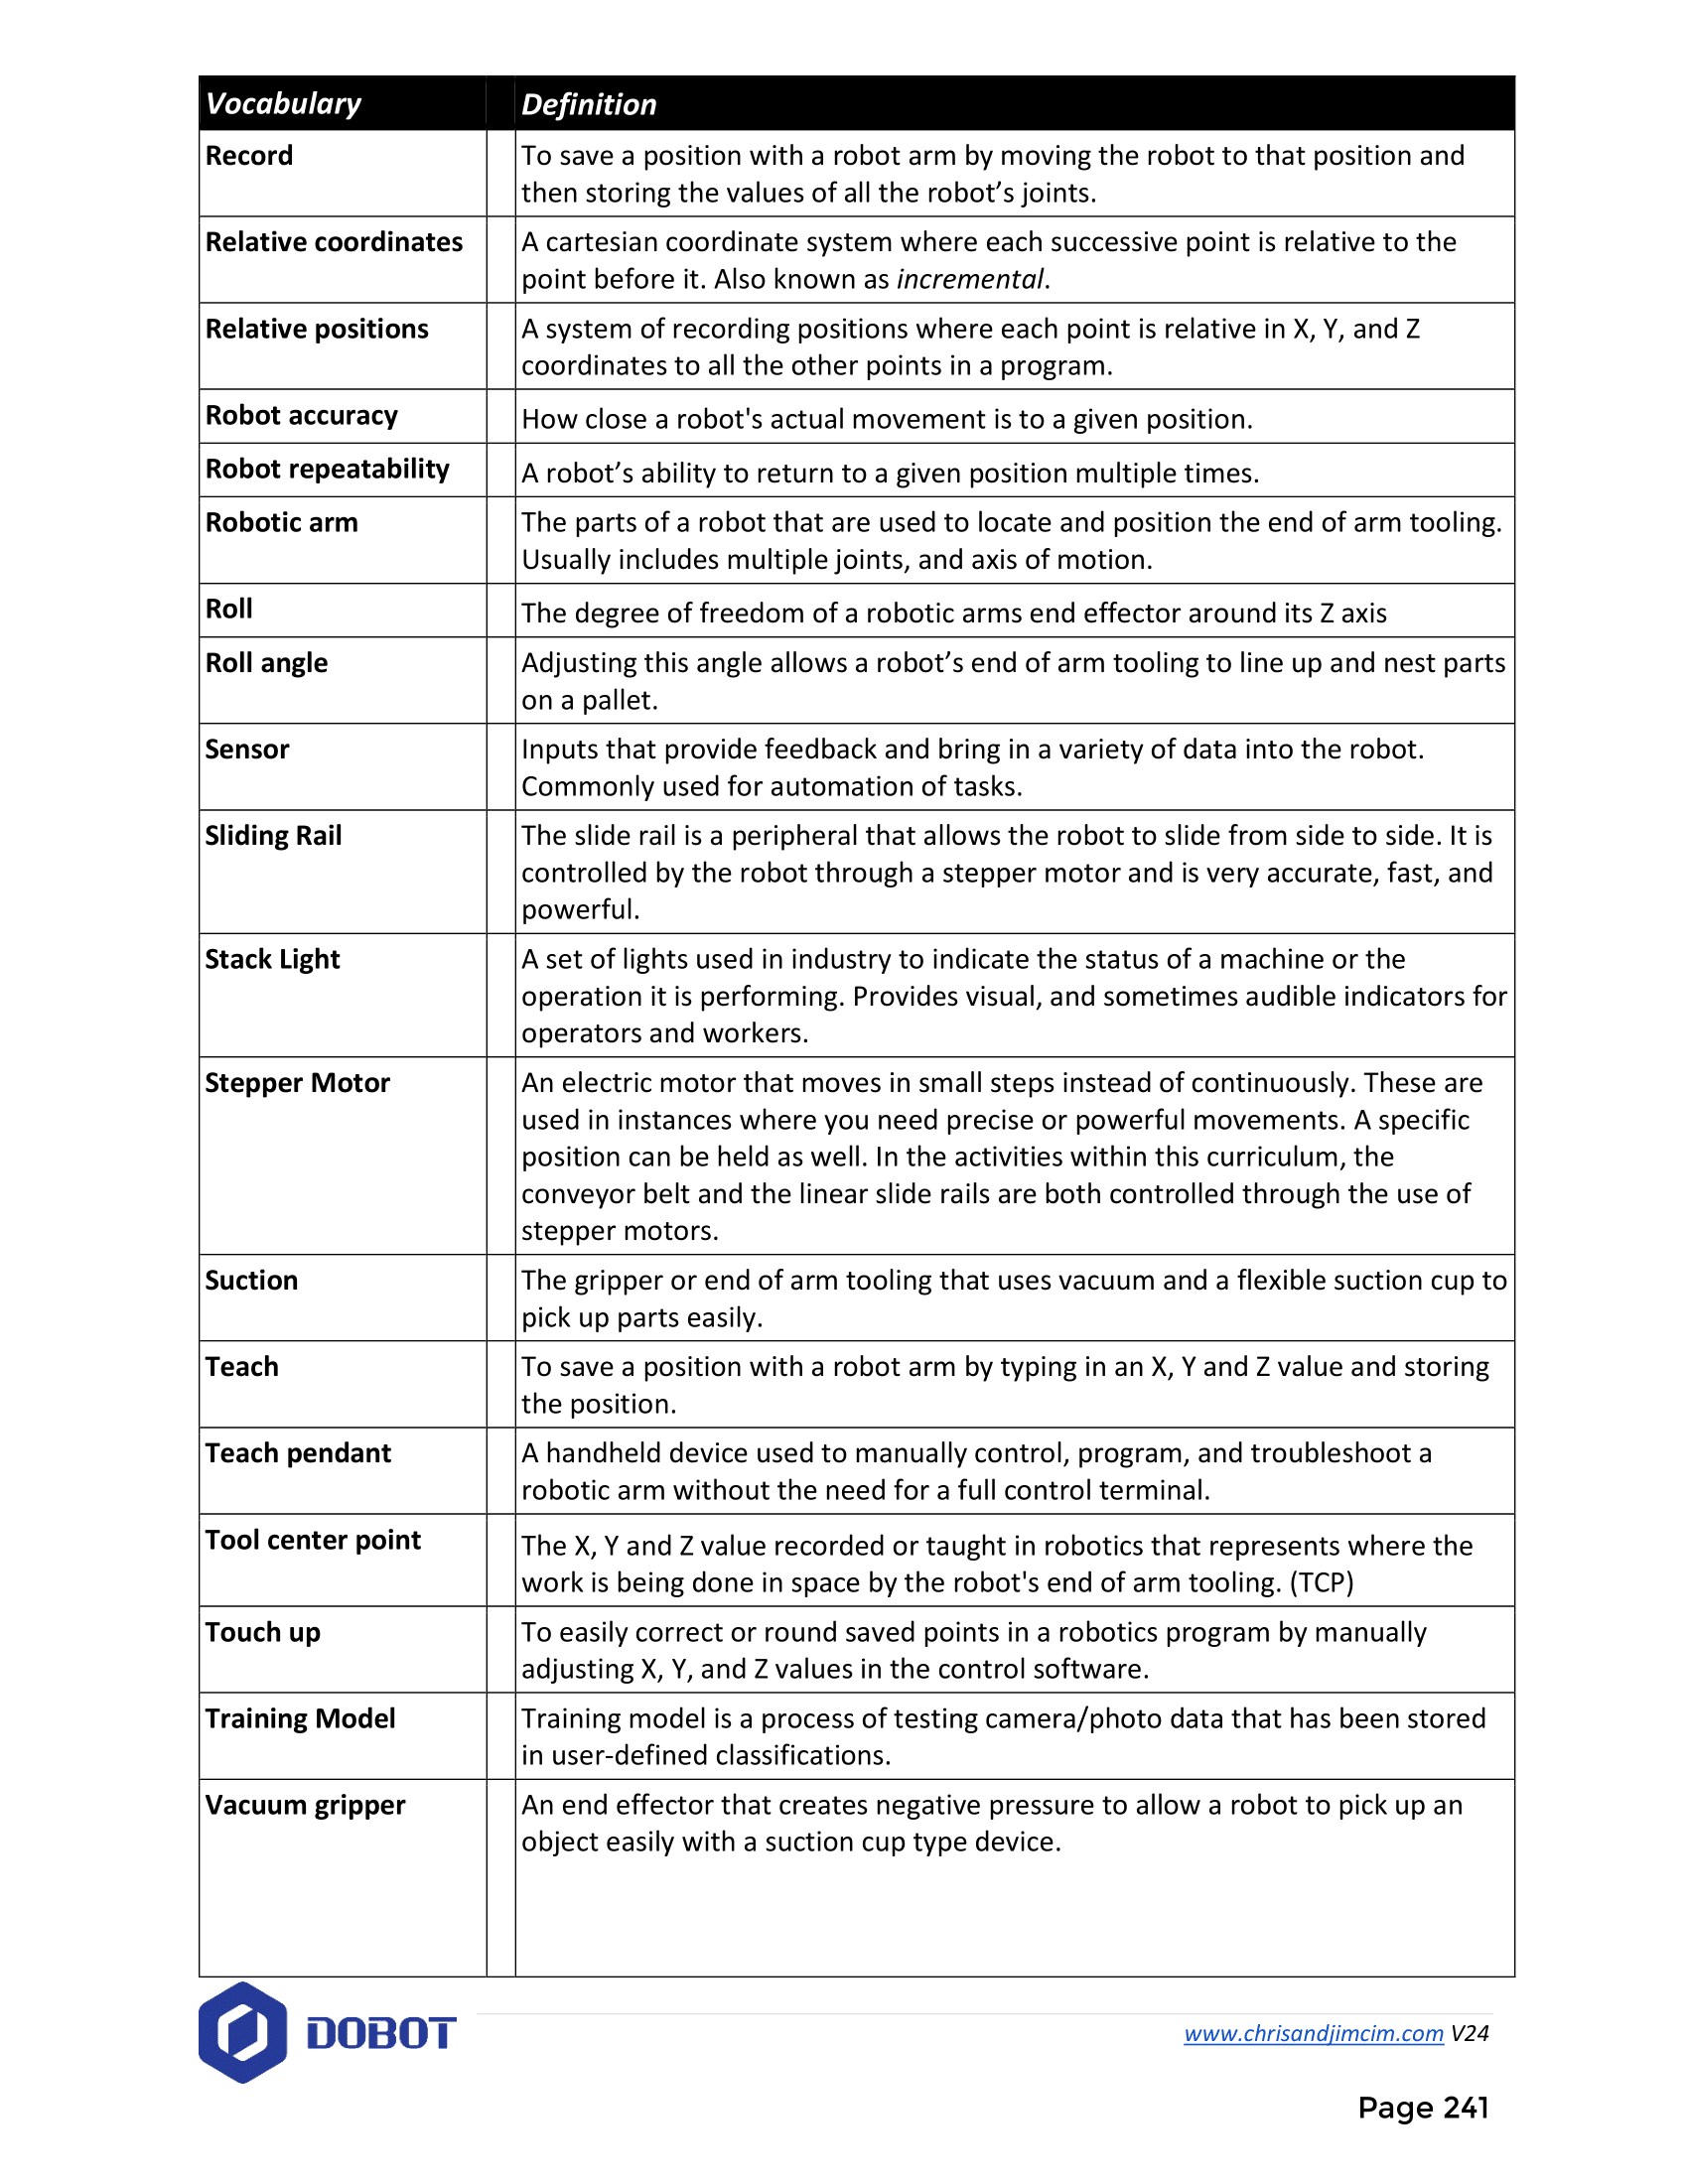 Vocabulary Definition
Record To save a position with a robot arm by moving the robot to that position and
then storing the values of all the robot’s joints.
Relative coordinates A cartesian coordinate system where each successive point is relative to the
point before it. Also known as incremental.
Relative positions A system of recording positions where each point is relative in X, Y, and Z
coordinates to all the other points in a program.
Robot accuracy How close a robot's actual movement is to a given position.
Robot repeatability A robot’s ability to return to a given position multiple times.
Robotic arm The parts of a robot that are used to locate and position the end of arm tooling.
Usually includes multiple joints, and axis of motion.
Roll The degree of freedom of a robotic arms end effector around its Z axis
Roll angle Adjusting this angle allows a robot’s end of arm tooling to line up and nest parts
on a pallet.
Sensor Inputs that provide feedback and bring in a variety of data into the robot.
Commonly used for automation of tasks.
Sliding Rail The slide rail is a peripheral that allows the robot to slide from side to side. It is
controlled by the robot through a stepper motor and is very accurate, fast, and
powerful.
Stack Light A set of lights used in industry to indicate the status of a machine or the
operation it is performing. Provides visual, and sometimes audible indicators for
operators and workers.
Stepper Motor An electric motor that moves in small steps instead of continuously. These are
used in instances where you need precise or powerful movements. A specific
position can be held as well. In the activities within this curriculum, the
conveyor belt and the linear slide rails are both controlled through the use of
stepper motors.
Suction The gripper or end of arm tooling that uses vacuum and a flexible suction cup to
pick up parts easily.
Teach To save a position with a robot arm by typing in an X, Y and Z value and storing
the position.
Teach pendant A handheld device used to manually control, program, and troubleshoot a
robotic arm without the need for a full control terminal.
Tool center point The X, Y and Z value recorded or taught in robotics that represents where the
work is being done in space by the robot's end of arm tooling. (TCP)
Touch up To easily correct or round saved points in a robotics program by manually
adjusting X, Y, and Z values in the control software.
Training Model Training model is a process of testing camera/photo data that has been stored
in user-defined classifications.
Vacuum gripper An end effector that creates negative pressure to allow a robot to pick up an
object easily with a suction cup type device.
DOBOT www.chrisandjimcim.com V24
Page 241